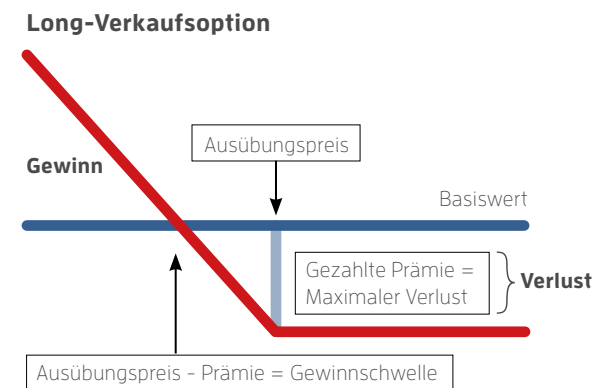 Long-Verkaufsoption
Ausübungspreis
Gewinn
Basiswert
Gezahlte Prämie =
Maximaler Verlust
Verlust
Ausübungspreis - Prämie = Gewinnschwelle